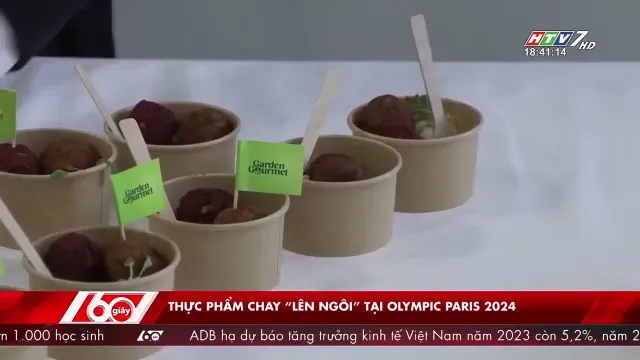 HTV7 HD
18:41:14
Garden
Gourmet
Garden
Gourmet
60 giây
THỰC PHẨM CHAY “LÊN NGÔI” TẠI OLYMPIC PARIS 2024
n 1.000 học sinh
60 ADB hạ dự báo tăng trưởng kinh tế Việt Nam năm 2023 còn 5,2%, năm 2